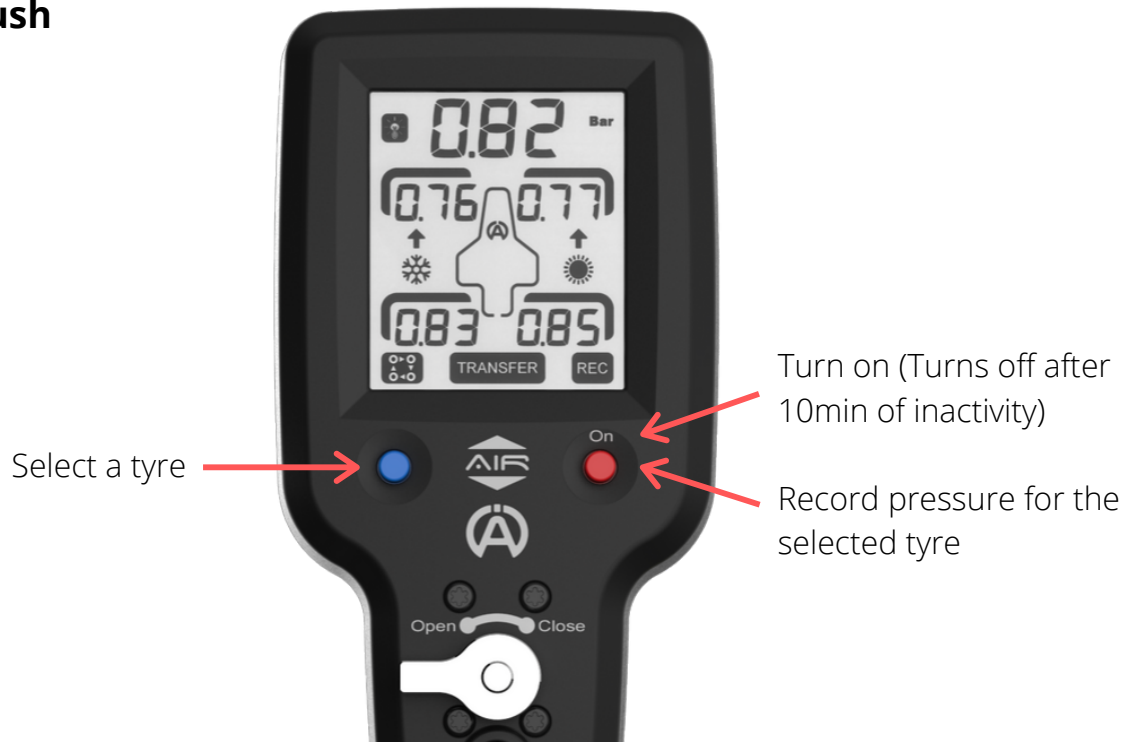 ush
0.82 Bar
0.76 0.77
0.83 0.85
TRANSFER REC
Turn on (Turns off after
10min of inactivity)
On
Select a tyre
AIR
Record pressure for the
selected tyre
Open Close